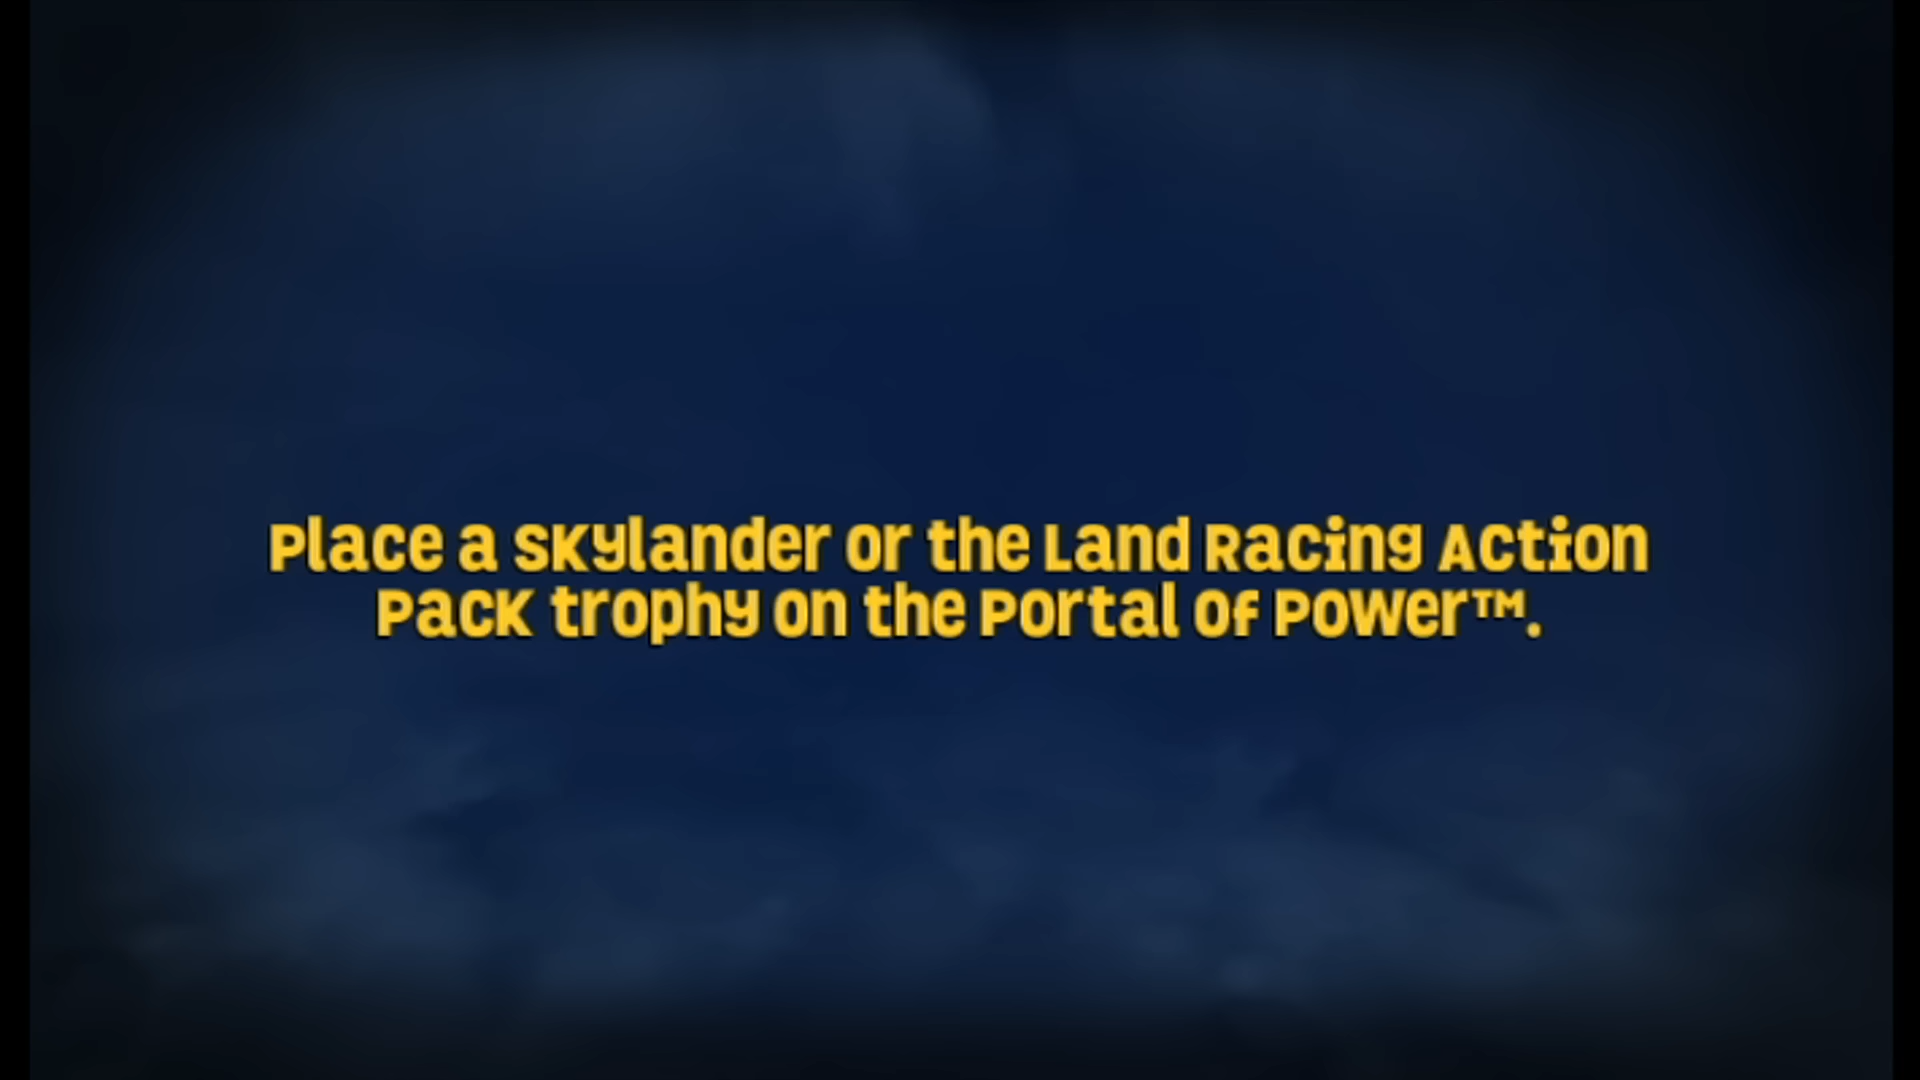 Place a Skylander or the Land Racing Action
Pack trophy on the Portal of Power™.